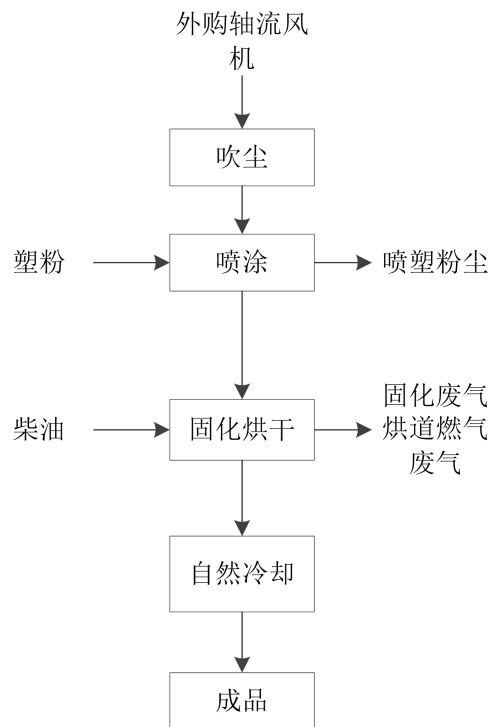 外购轴流风
机
吹尘
塑粉
喷涂
喷塑粉尘
柴油
固化烘干
固化废气
烘道燃气
废气
自然冷却
成品